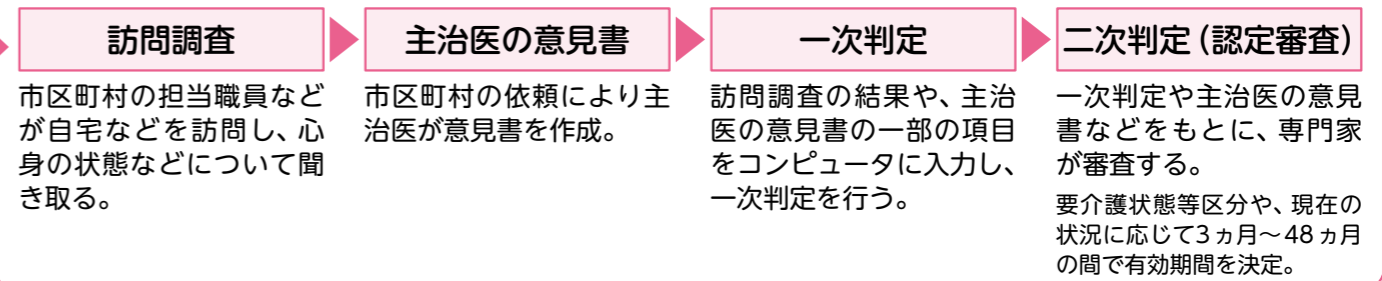 訪問調査
市区町村の担当職員など
が自宅などを訪問し、心
身の状態などについて聞
き取る。
主治医の意見書
市区町村の依頼により主
治医が意見書を作成。
一次判定
訪問調査の結果や、主治
医の意見書の一部の項目
をコンピュータに入力し、
一次判定を行う。
二次判定（認定審査）
一次判定や主治医の意見
書などをもとに、専門家
が審査する。
要介護状態等区分や、現在の
状況に応じて3ヵ月～48ヵ月
の間で有効期間を決定。